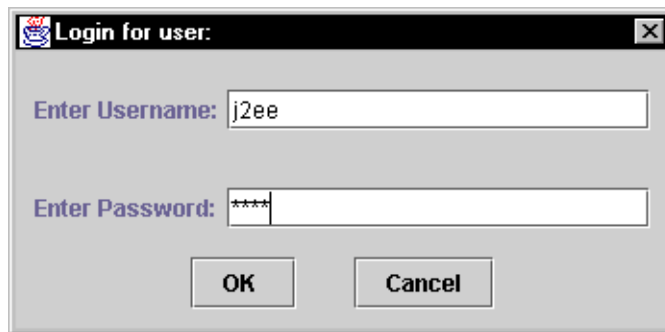 Login for user:
Enter Username: j2ee
Enter Password: ****
OK Cancel